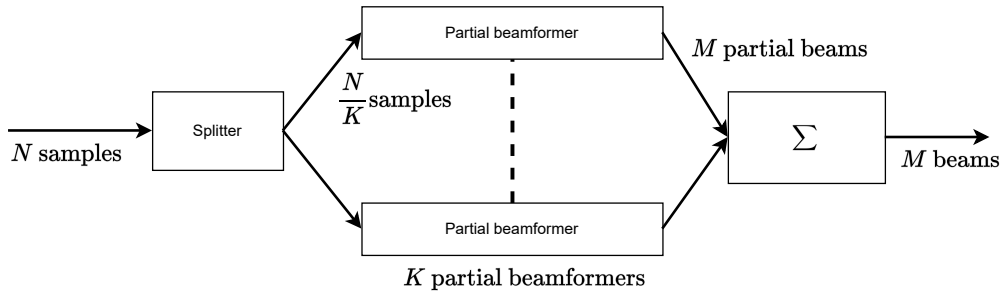 Partial beamformer
M partial beams
N/K samples
Splitter
N samples
∑
M beams
Partial beamformer
K partial beamformers